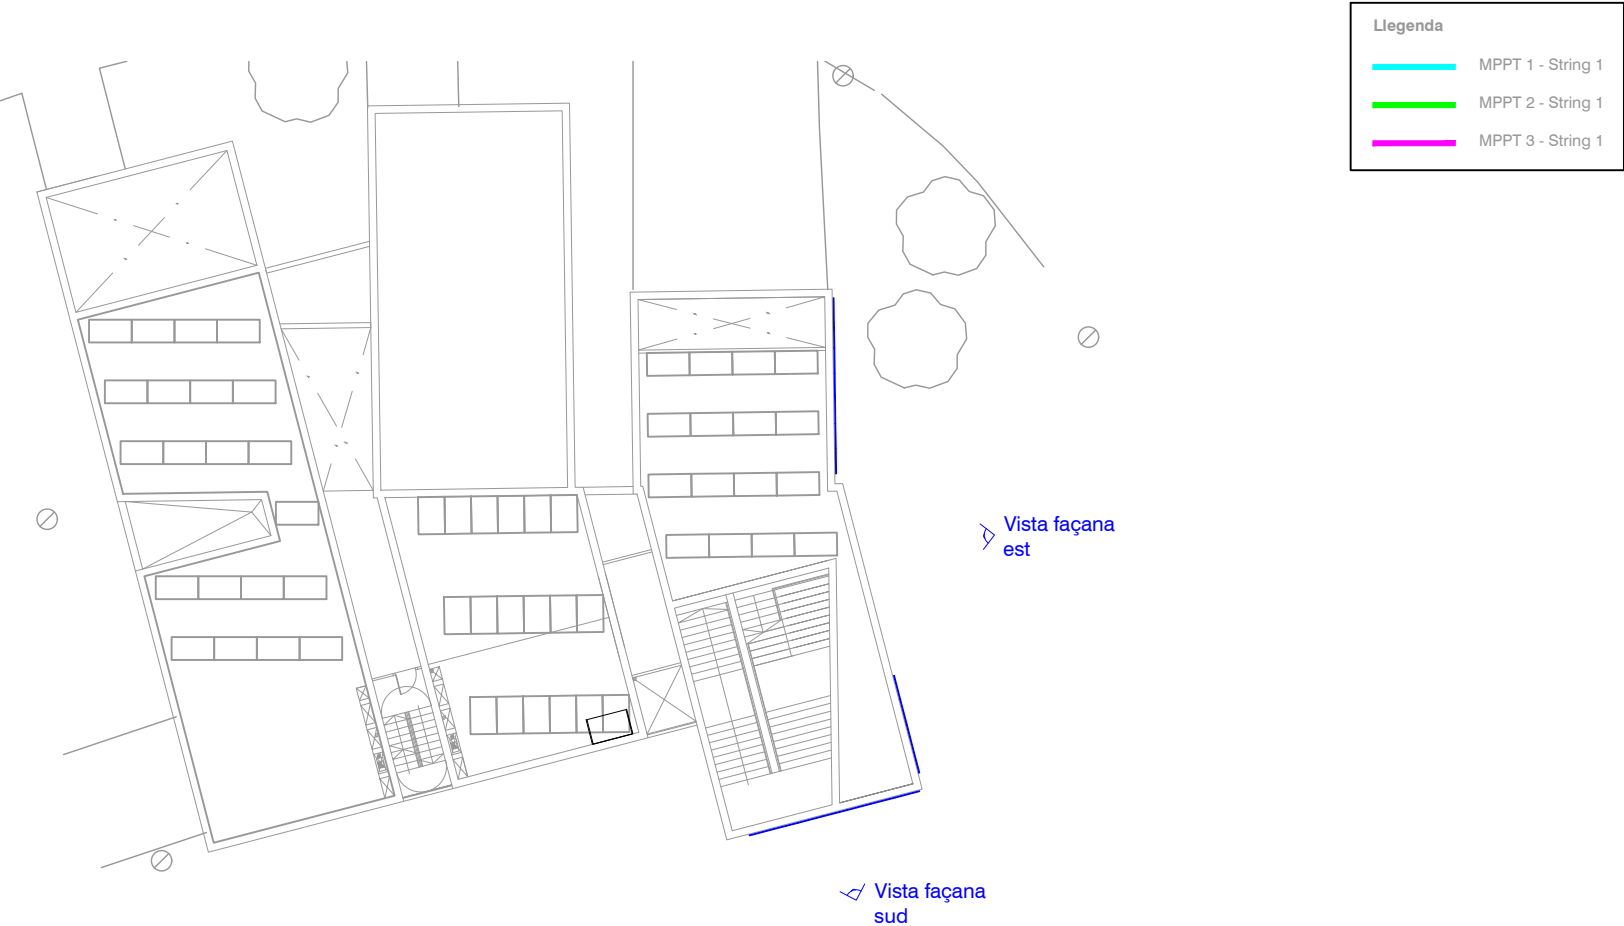 Llegenda
MPPT 1 - String 1
MPPT 2 - String 1
MPPT 3 - String 1
Vista façana
est
Vista façana
sud